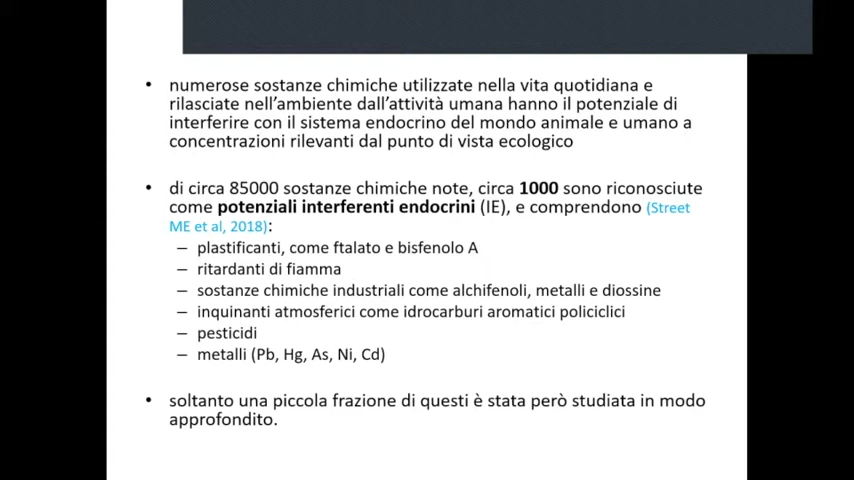 • numerose sostanze chimiche utilizzate nella vita quotidiana e
rilasciate nell'ambiente dall'attività umana hanno il potenziale di
interferire con il sistema endocrino del mondo animale e umano a
concentrazioni rilevanti dal punto di vista ecologico
• di circa 85000 sostanze chimiche note, circa 1000 sono riconosciute
come potenziali interferenti endocrini (IE), e comprendono (Street
ME et al, 2018):
– plastificanti, come ftalato e bisfenolo A
– ritardanti di fiamma
– sostanze chimiche industriali come alchifenoli, metalli e diossine
– inquinanti atmosferici come idrocarburi aromatici policiclici
– pesticidi
– metalli (Pb, Hg, As, Ni, Cd)
• soltanto una piccola frazione di questi è stata però studiata in modo
approfondito.